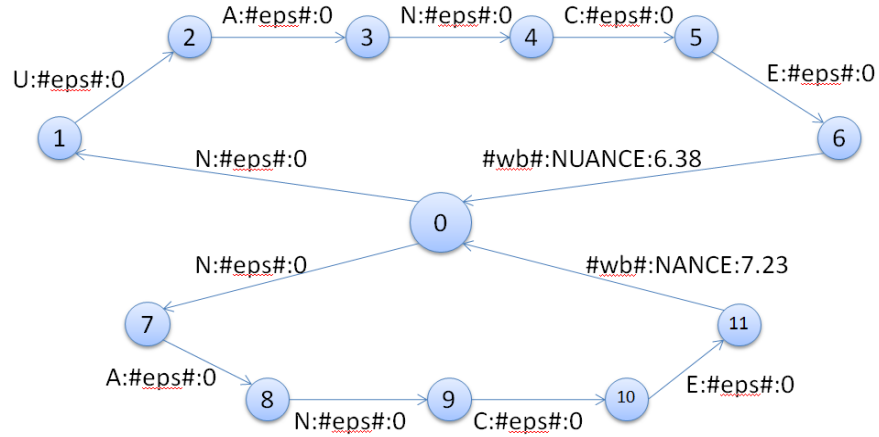 A:#eps#:0 N:#eps#:0 C:#eps#:0
2 3 4 5
U:#eps#:0 E:#eps#:0
1 6
N:#eps#:0 #wb#:NUANCE:6.38
0
N:#eps#:0 #wb#:NANCE:7.23
7 11
A:#eps#:0 E:#eps#:0
8 9 10
N:#eps#:0 C:#eps#:0